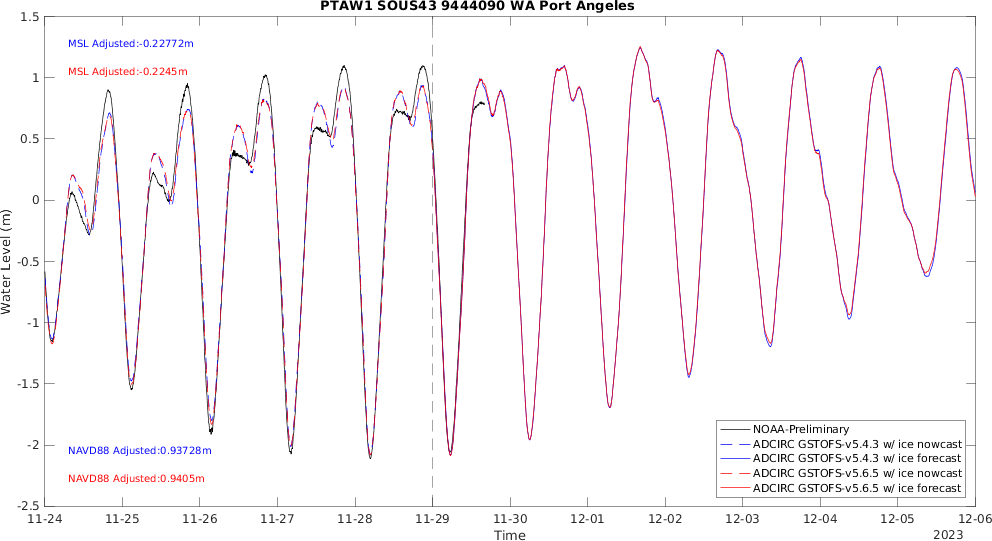 PTAW1 SOUS43 9444090 WA Port Angeles
1.5
1
0.5
0
-0.5
-1
-1.5
-2
-2.5
Water Level (m)
MSL Adjusted:-0.22772m
MSL Adjusted:-0.2245m
NAVD88 Adjusted:0.93728m
NAVD88 Adjusted:0.9405m
NOAA-Preliminary
ADCIRC GSTOFS-v5.4.3 w/ ice nowcast
ADCIRC GSTOFS-v5.4.3 w/ ice forecast
ADCIRC GSTOFS-v5.6.5 w/ ice nowcast
ADCIRC GSTOFS-v5.6.5 w/ ice forecast
11-24 11-25 11-26 11-27 11-28 11-29 11-30 12-01 12-02 12-03 12-04 12-05 12-06
Time
2023